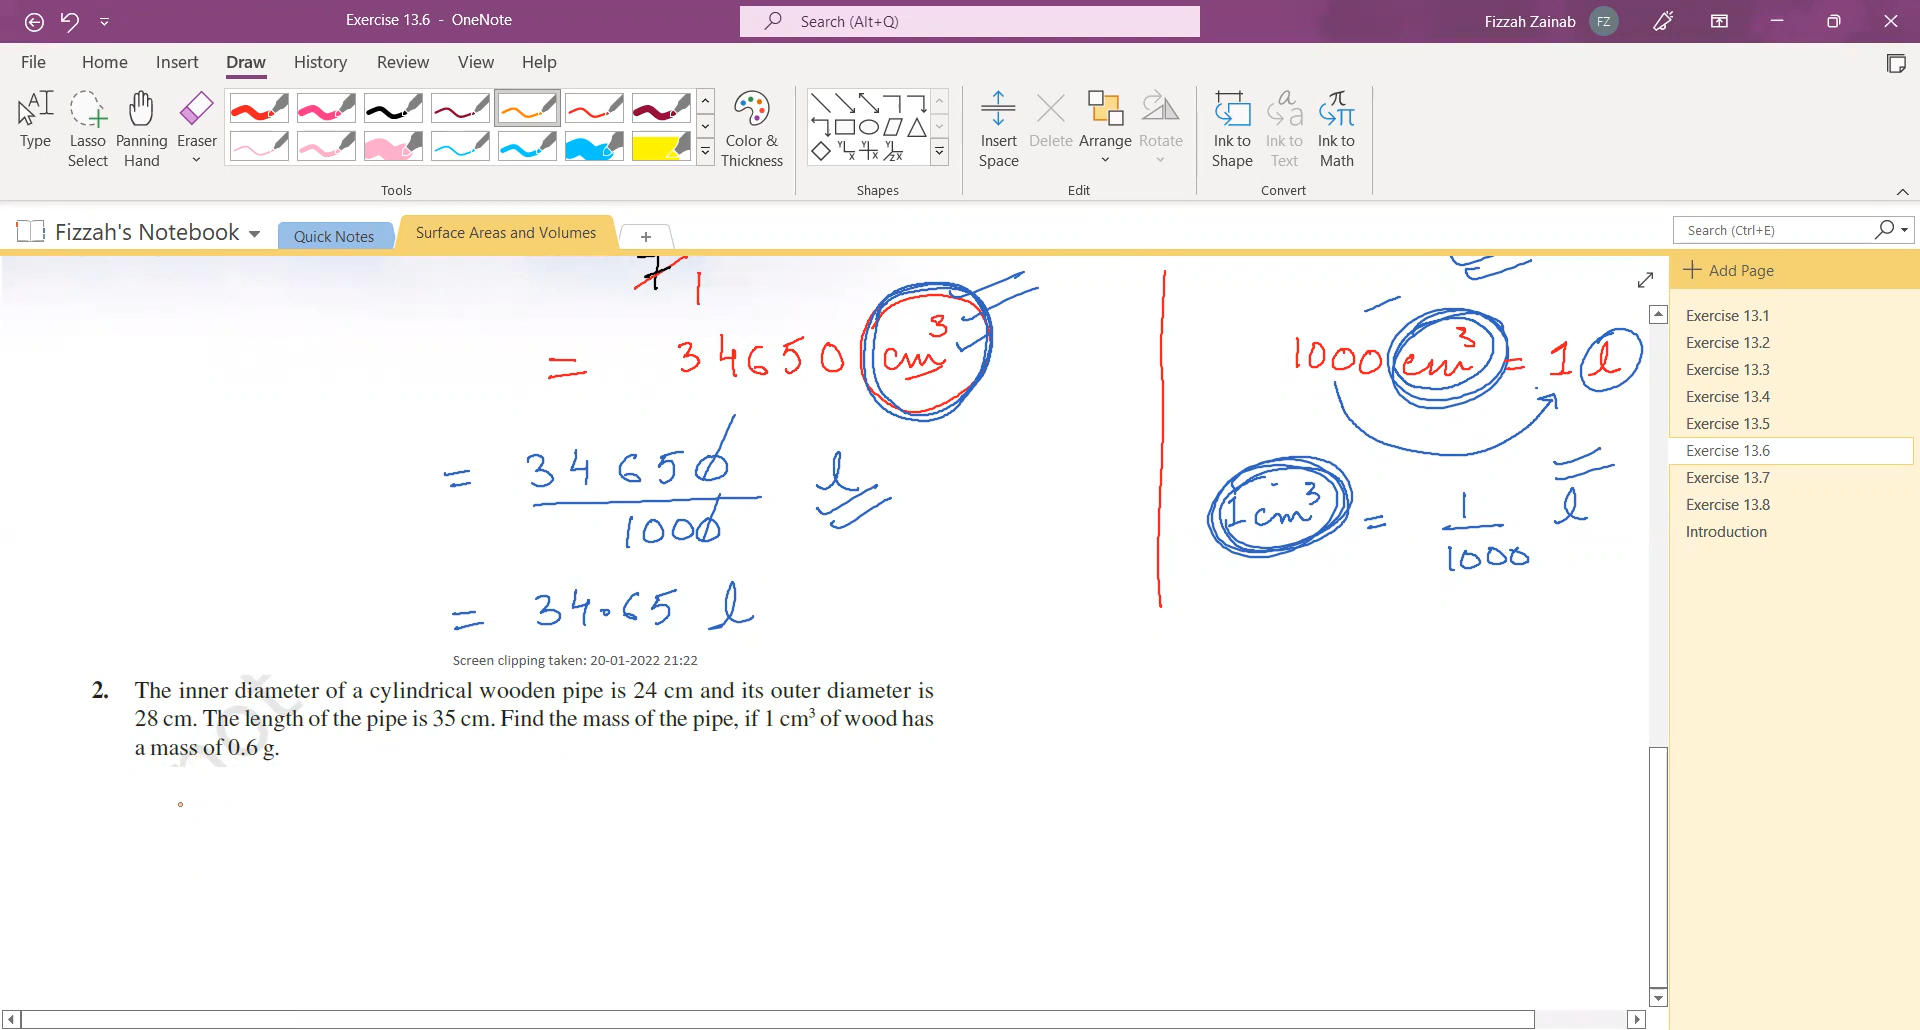 Exercise 13.6 - OneNote
Search (Alt+Q)
Fizzah Zainab
FZ
File Home Insert Draw History Review View Help
Type
Lasso Select
Panning Hand
Eraser
Color & Thickness
Insert Space
Delete
Arrange
Rotate
Ink to Shape
Ink to Text
Ink to Math
Tools
Shapes
Edit
Convert
Fizzah's Notebook
Quick Notes
Surface Areas and Volumes
Search (Ctrl+E)
Add Page
Exercise 13.1
Exercise 13.2
Exercise 13.3
Exercise 13.4
Exercise 13.5
Exercise 13.6
Exercise 13.7
Exercise 13.8
Introduction
7 1
= 34650 cm³
= 34650 l
1000
= 34.65 l
1000 cm³ = 1 l
1 cm³ = 1 l
1000
Screen clipping taken: 20-01-2022 21:22
2. The inner diameter of a cylindrical wooden pipe is 24 cm and its outer diameter is
28 cm. The length of the pipe is 35 cm. Find the mass of the pipe, if 1 cm³ of wood has
a mass of 0.6 g.
not